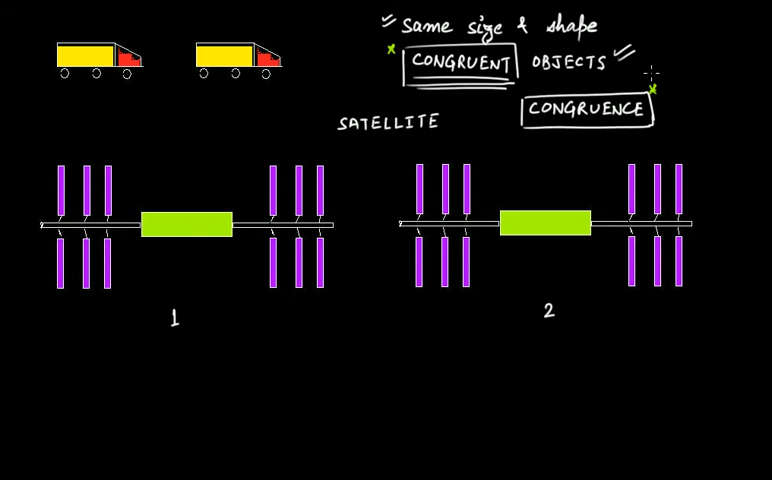 Same size & shape
CONGRUENT OBJECTS
CONGRUENCE
SATELLITE
1
2